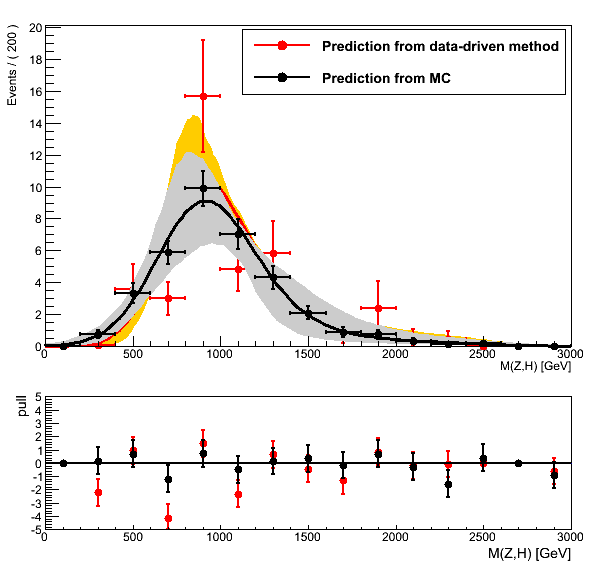 Events / ( 200 )
20
18
16
14
12
10
8
6
4
2
0
Prediction from data-driven method
Prediction from MC
0 500 1000 1500 2000 2500 3000
M(Z,H) [GeV]
pull
5
4
3
2
1
0
-1
-2
-3
-4
-5
0 500 1000 1500 2000 2500 3000
M(Z,H) [GeV]